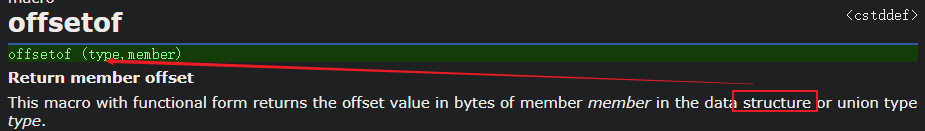 macro
offsetof
<cstddef>
offsetof (type,member)
Return member offset
This macro with functional form returns the offset value in bytes of member member in the data structure or union type
type.